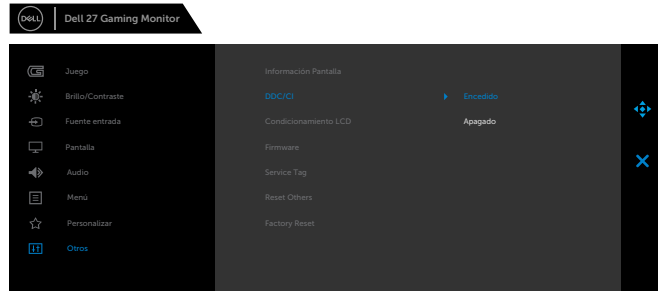 DELL
Dell 27 Gaming Monitor
Juego
Brillo/Contraste
Fuente entrada
Pantalla
Audio
Menú
Personalizar
Otros
Información Pantalla
DDC/CI
Condicionamiento LCD
Firmware
Service Tag
Reset Others
Factory Reset
Encedido
Apagado